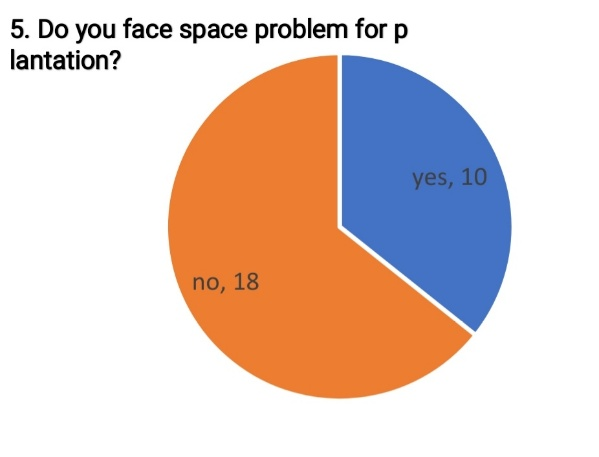 5. Do you face space problem for p
lantation?
yes, 10
no, 18